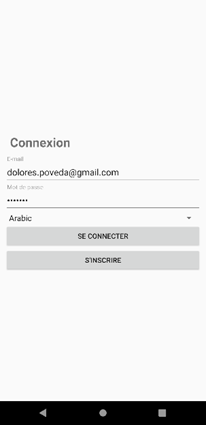 Connexion
E-mail
dolores.poveda@gmail.com
Mot de passe
•••••••
Arabic
SE CONNECTER
S'INSCRIRE